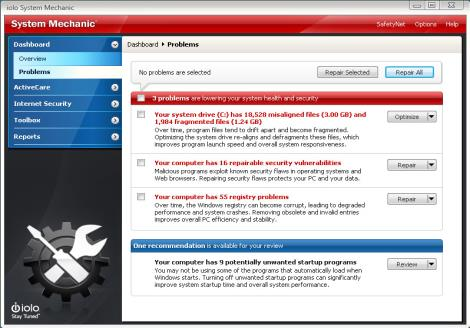 iolo System Mechanic
System Mechanic
SafetyNet Options Help
Dashboard
Overview
Problems
ActiveCare
Internet Security
Toolbox
Reports
iolo
Stay Tuned
Dashboard ▸ Problems
No problems are selected
Repair Selected
Repair All
3 problems are lowering your system health and security
Your system drive (C:) has 18,528 misaligned files (3.00 GB) and
1,984 fragmented files (1.24 GB)
Over time, program files tend to drift apart and become fragmented.
Optimizing the system drive re-aligns and defragments these files, which
improves program launch speed and overall system responsiveness.
Optimize
Your computer has 16 repairable security vulnerabilities
Malicious programs exploit known security flaws in operating systems and
Web browsers. Repairing security flaws protects your PC and your data.
Repair
Your computer has 55 registry problems
Over time, the Windows registry can become corrupt, leading to degraded
performance and system crashes. Removing obsolete and invalid entries
improves overall PC efficiency and stability.
Repair
One recommendation is available for your review
Your computer has 9 potentially unwanted startup programs
You may not be using some of the programs that automatically load when
Windows starts. Turning off unwanted startup programs can significantly
improve system startup time and overall system performance.
Review